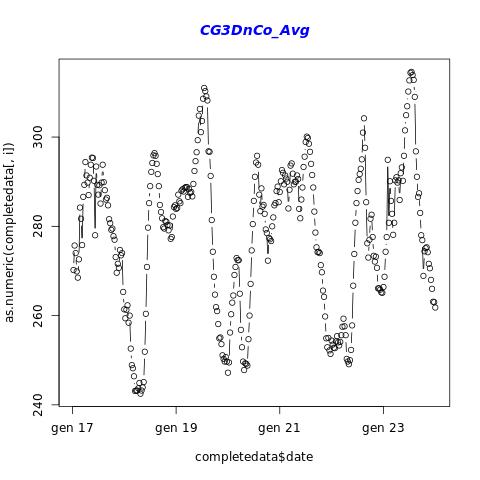 CG3DnCo_Avg
as.numeric(completedata[, i])
300
280
260
240
gen 17
gen 19
gen 21
gen 23
completedata$date